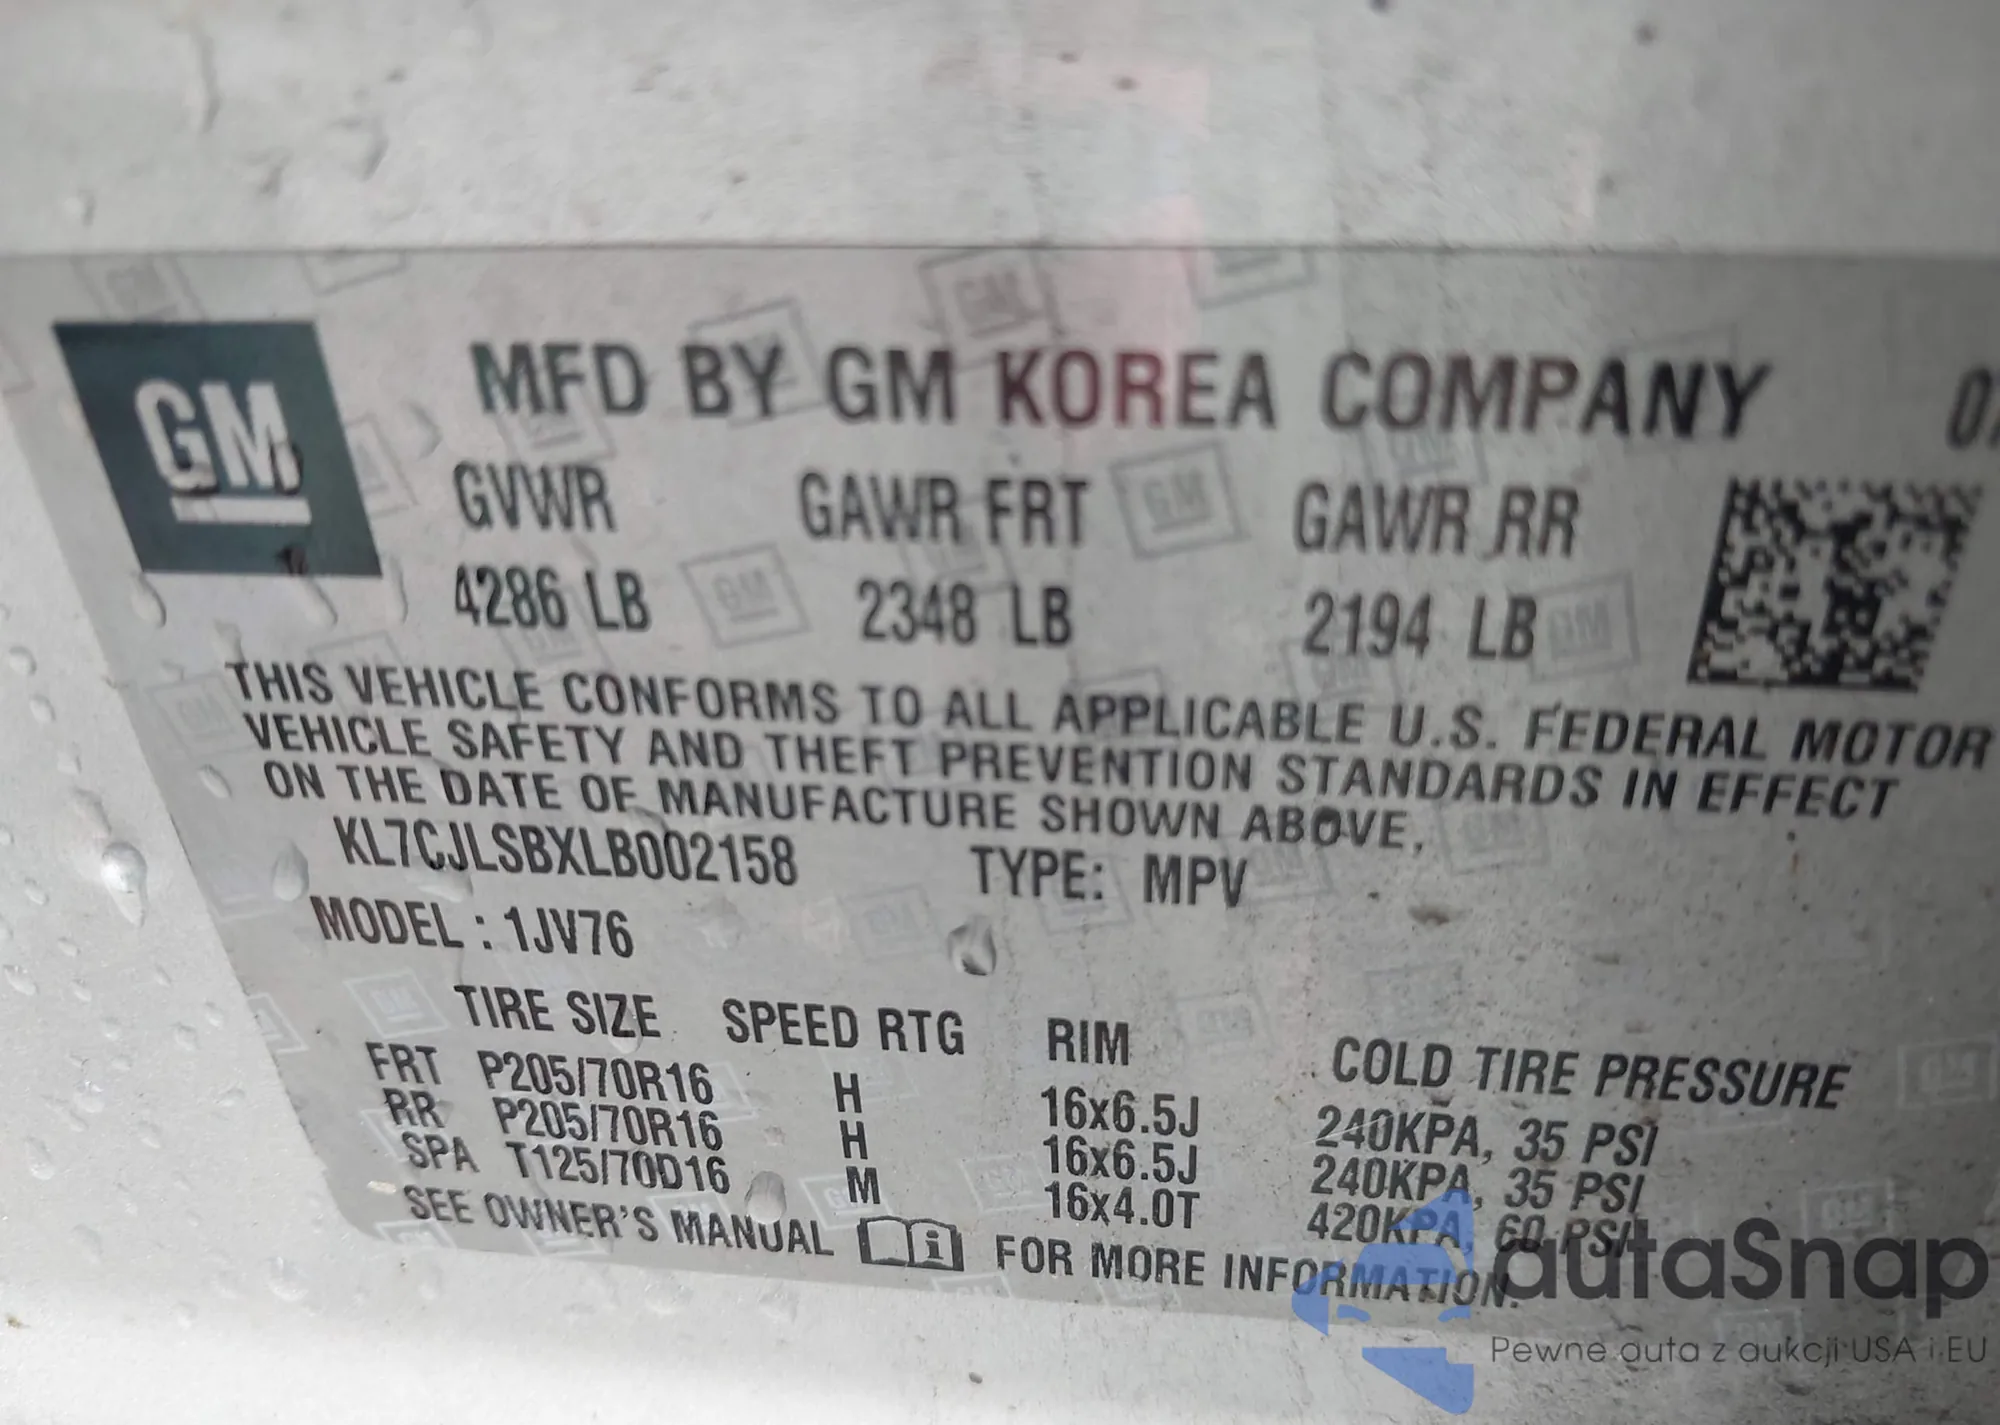 GM
MFD BY GM KOREA COMPANY 07
GVWR GAWR FRT GAWR RR
4286 LB 2348 LB 2194 LB
THIS VEHICLE CONFORMS TO ALL APPLICABLE U.S. FEDERAL MOTOR
VEHICLE SAFETY AND THEFT PREVENTION STANDARDS IN EFFECT
ON THE DATE OF MANUFACTURE SHOWN ABOVE.
KL7CJLSBXLB002158 TYPE: MPV
MODEL : 1JV76
TIRE SIZE SPEED RTG RIM COLD TIRE PRESSURE
FRT P205/70R16 H 16x6.5J 240KPA, 35 PSI
RR P205/70R16 H 16x6.5J 240KPA, 35 PSI
SPA T125/70D16 M 16x4.0T 420KPA, 60 PSI
SEE OWNER'S MANUAL FOR MORE INFORMATION.
autaSnap
Pewne auta z aukcji USA i EU